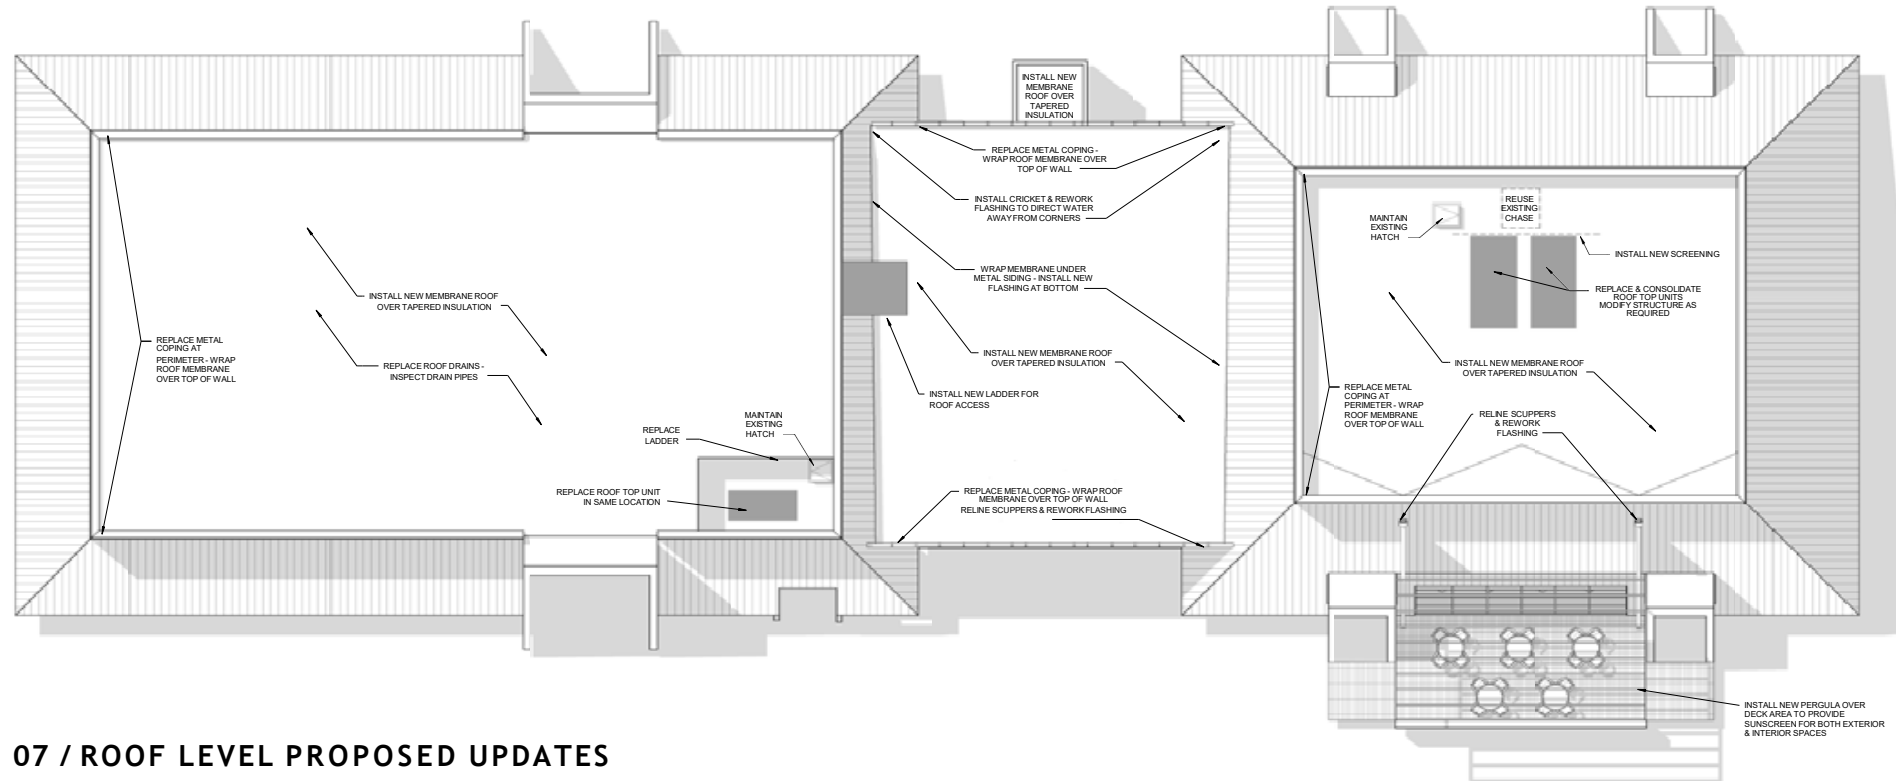 INSTALL NEW
MEMBRANE
ROOF OVER
TAPERED
INSULATION
REPLACE METAL COPING -
WRAP ROOF MEMBRANE OVER
TOP OF WALL
INSTALL CRICKET & REWORK
FLASHING TO DIRECT WATER
AWAY FROM CORNERS
WRAP MEMBRANE UNDER
METAL SIDING - INSTALL NEW
FLASHING AT BOTTOM
INSTALL NEW MEMBRANE ROOF
OVER TAPERED INSULATION
INSTALL NEW LADDER FOR
ROOF ACCESS
REPLACE METAL COPING - WRAP ROOF
MEMBRANE OVER TOP OF WALL
RELINE SCUPPERS & REWORK FLASHING
INSTALL NEW MEMBRANE ROOF
OVER TAPERED INSULATION
REPLACE METAL
COPING AT
PERIMETER - WRAP
ROOF MEMBRANE
OVER TOP OF WALL
REPLACE ROOF DRAINS -
INSPECT DRAIN PIPES
MAINTAIN
EXISTING
HATCH
REPLACE
LADDER
REPLACE ROOF TOP UNIT
IN SAME LOCATION
REUSE
EXISTING
CHASE
MAINTAIN
EXISTING
HATCH
INSTALL NEW SCREENING
REPLACE & CONSOLIDATE
ROOF TOP UNITS
MODIFY STRUCTURE AS
REQUIRED
INSTALL NEW MEMBRANE ROOF
OVER TAPERED INSULATION
REPLACE METAL
COPING AT
PERIMETER - WRAP
ROOF MEMBRANE
OVER TOP OF WALL
RELINE SCUPPERS
& REWORK
FLASHING
INSTALL NEW PERGULA OVER
DECK AREA TO PROVIDE
SUNSCREEN FOR BOTH EXTERIOR
& INTERIOR SPACES
07 / ROOF LEVEL PROPOSED UPDATES